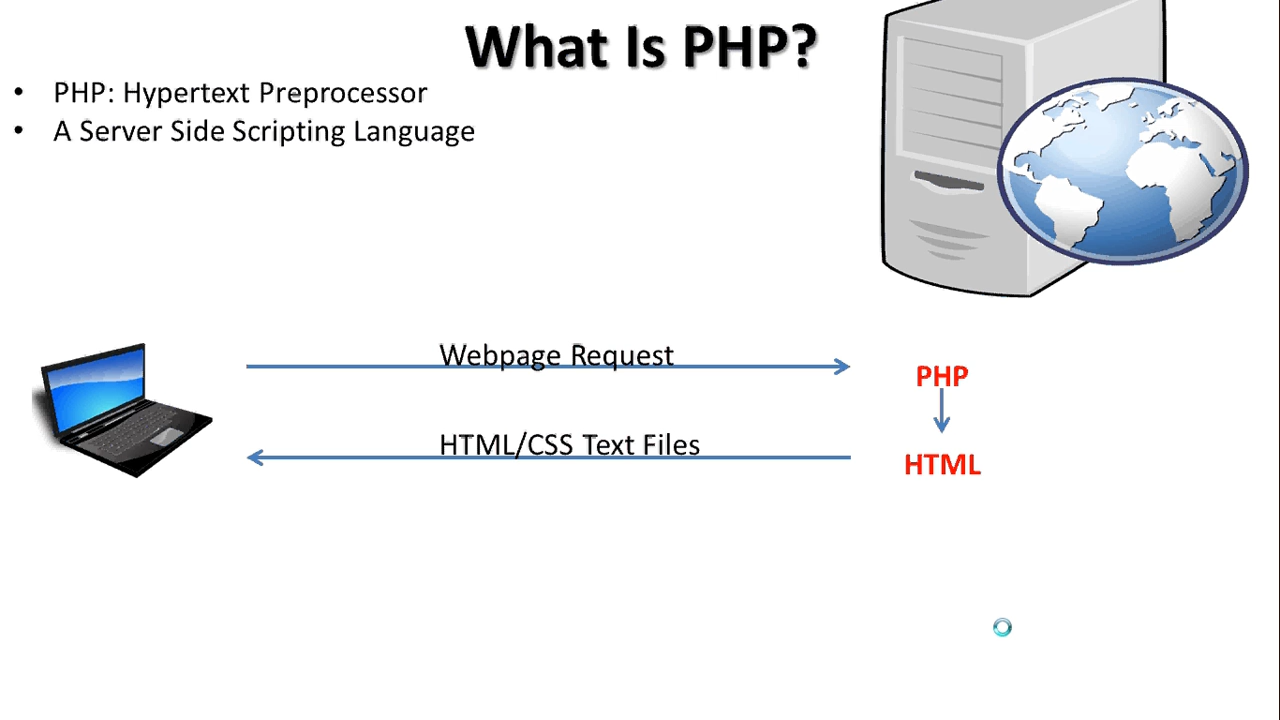 What Is PHP?
• PHP: Hypertext Preprocessor
• A Server Side Scripting Language
Webpage Request
PHP
HTML/CSS Text Files
HTML